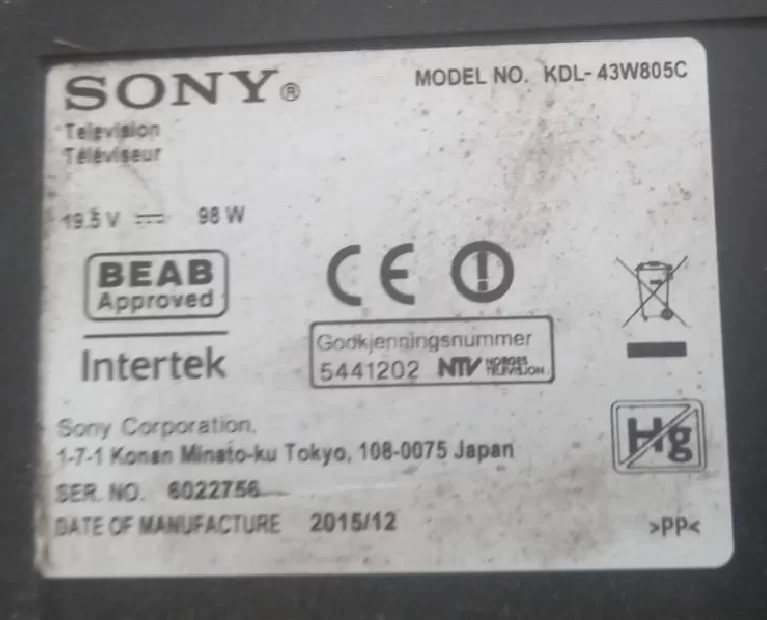 SONY®
MODEL NO. KDL- 43W805C
Television
Téléviseur
19.5 V ⎓ 98 W
BEAB
Approved
Intertek
CE
Godkjenningsnummer
5441202 NTV NORGES TELEVISJON
Hg
Sony Corporation,
1-7-1 Konan Minato-ku Tokyo, 108-0075 Japan
SER. NO. 6022756
DATE OF MANUFACTURE 2015/12
>PP<